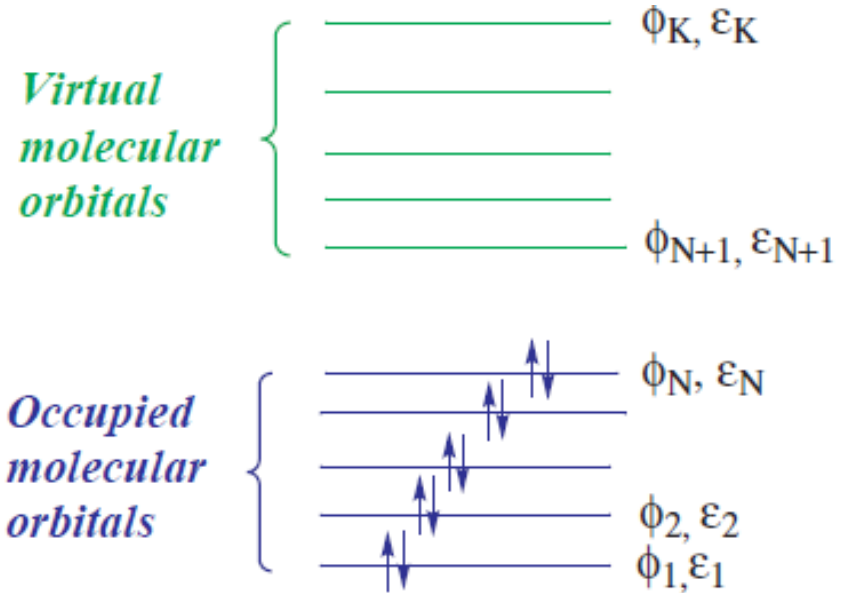 ϕK, εK
Virtual
molecular
orbitals
ϕN+1, εN+1
ϕN, εN
Occupied
molecular
orbitals
ϕ2, ε2
ϕ1,ε1